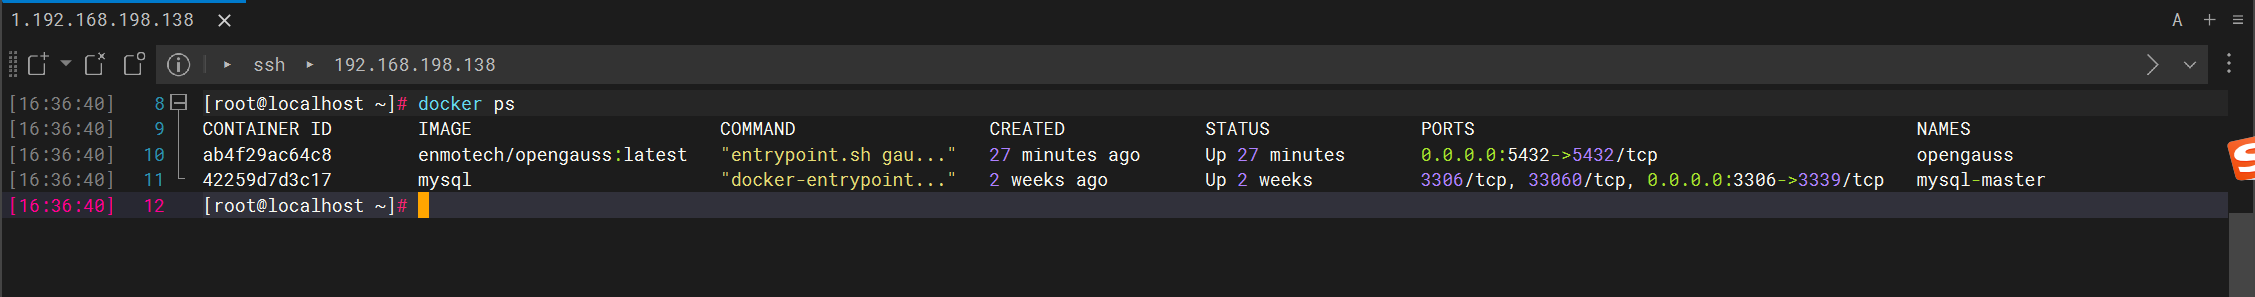 1.192.168.198.138 ×
A + ≡
ssh ▸ 192.168.198.138
[16:36:40] 8 [root@localhost ~]# docker ps
[16:36:40] 9 CONTAINER ID IMAGE COMMAND CREATED STATUS PORTS NAMES
[16:36:40] 10 ab4f29ac64c8 enmotech/opengauss:latest "entrypoint.sh gau..." 27 minutes ago Up 27 minutes 0.0.0.0:5432->5432/tcp opengauss
[16:36:40] 11 42259d7d3c17 mysql "docker-entrypoint..." 2 weeks ago Up 2 weeks 3306/tcp, 33060/tcp, 0.0.0.0:3306->3339/tcp mysql-master
[16:36:40] 12 [root@localhost ~]#